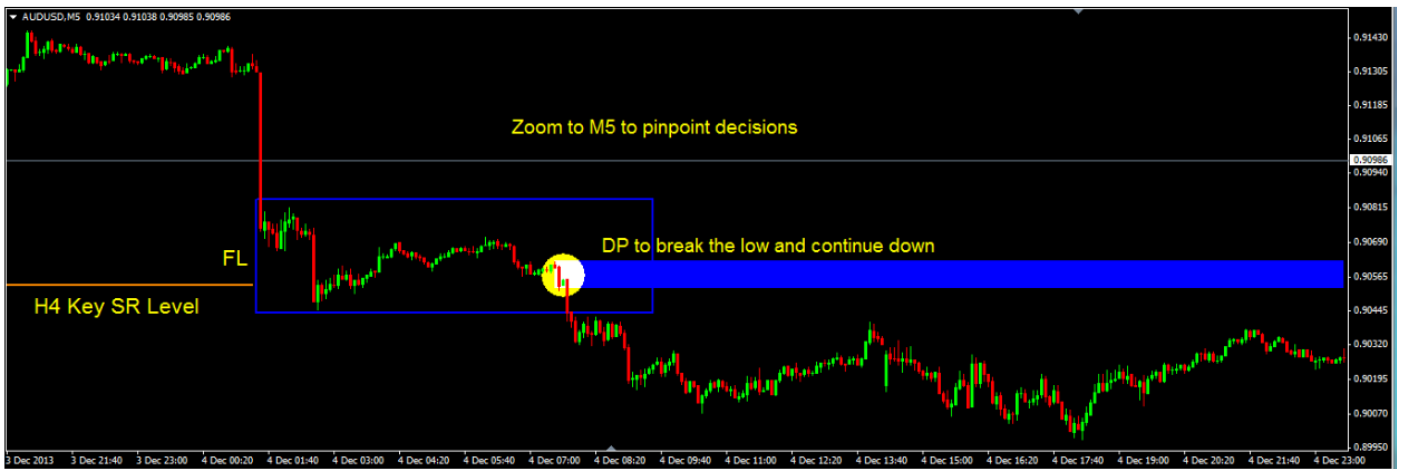 AUDUSD,M5 0.91034 0.91038 0.90985 0.90986
0.91430
0.91305
0.91185
Zoom to M5 to pinpoint decisions
0.91065
0.90986
0.90940
0.90815
0.90690
DP to break the low and continue down
FL
0.90565
H4 Key SR Level
0.90445
0.90320
0.90195
0.90070
0.89950
3 Dec 2013 3 Dec 21:40 3 Dec 23:00 4 Dec 00:20 4 Dec 01:40 4 Dec 03:00 4 Dec 04:20 4 Dec 05:40 4 Dec 07:00 4 Dec 08:20 4 Dec 09:40 4 Dec 11:00 4 Dec 12:20 4 Dec 13:40 4 Dec 15:00 4 Dec 16:20 4 Dec 17:40 4 Dec 19:00 4 Dec 20:20 4 Dec 21:40 4 Dec 23:00